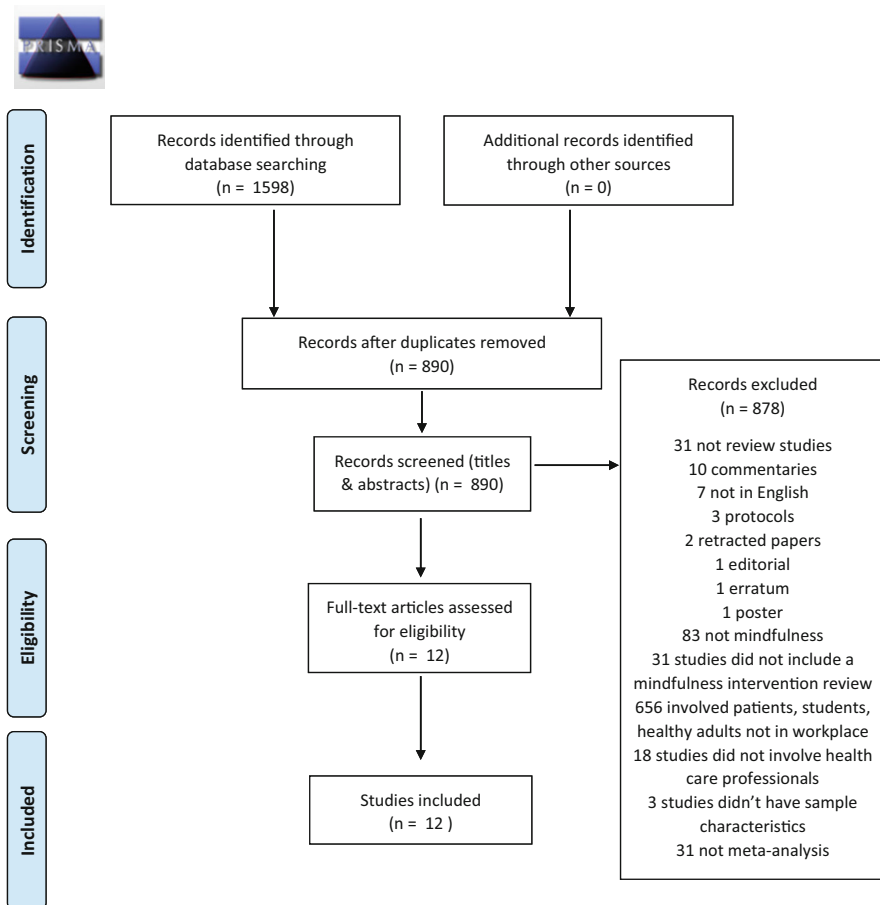 PRISMA
Identification
Records identified through
database searching
(n = 1598)
Additional records identified
through other sources
(n = 0)
Screening
Records after duplicates removed
(n = 890)
Records screened (titles
& abstracts) (n = 890)
Records excluded
(n = 878)
31 not review studies
10 commentaries
7 not in English
3 protocols
2 retracted papers
1 editorial
1 erratum
1 poster
83 not mindfulness
31 studies did not include a
mindfulness intervention review
656 involved patients, students,
healthy adults not in workplace
18 studies did not involve health
care professionals
3 studies didn't have sample
characteristics
31 not meta-analysis
Eligibility
Full-text articles assessed
for eligibility
(n = 12)
Included
Studies included
(n = 12 )